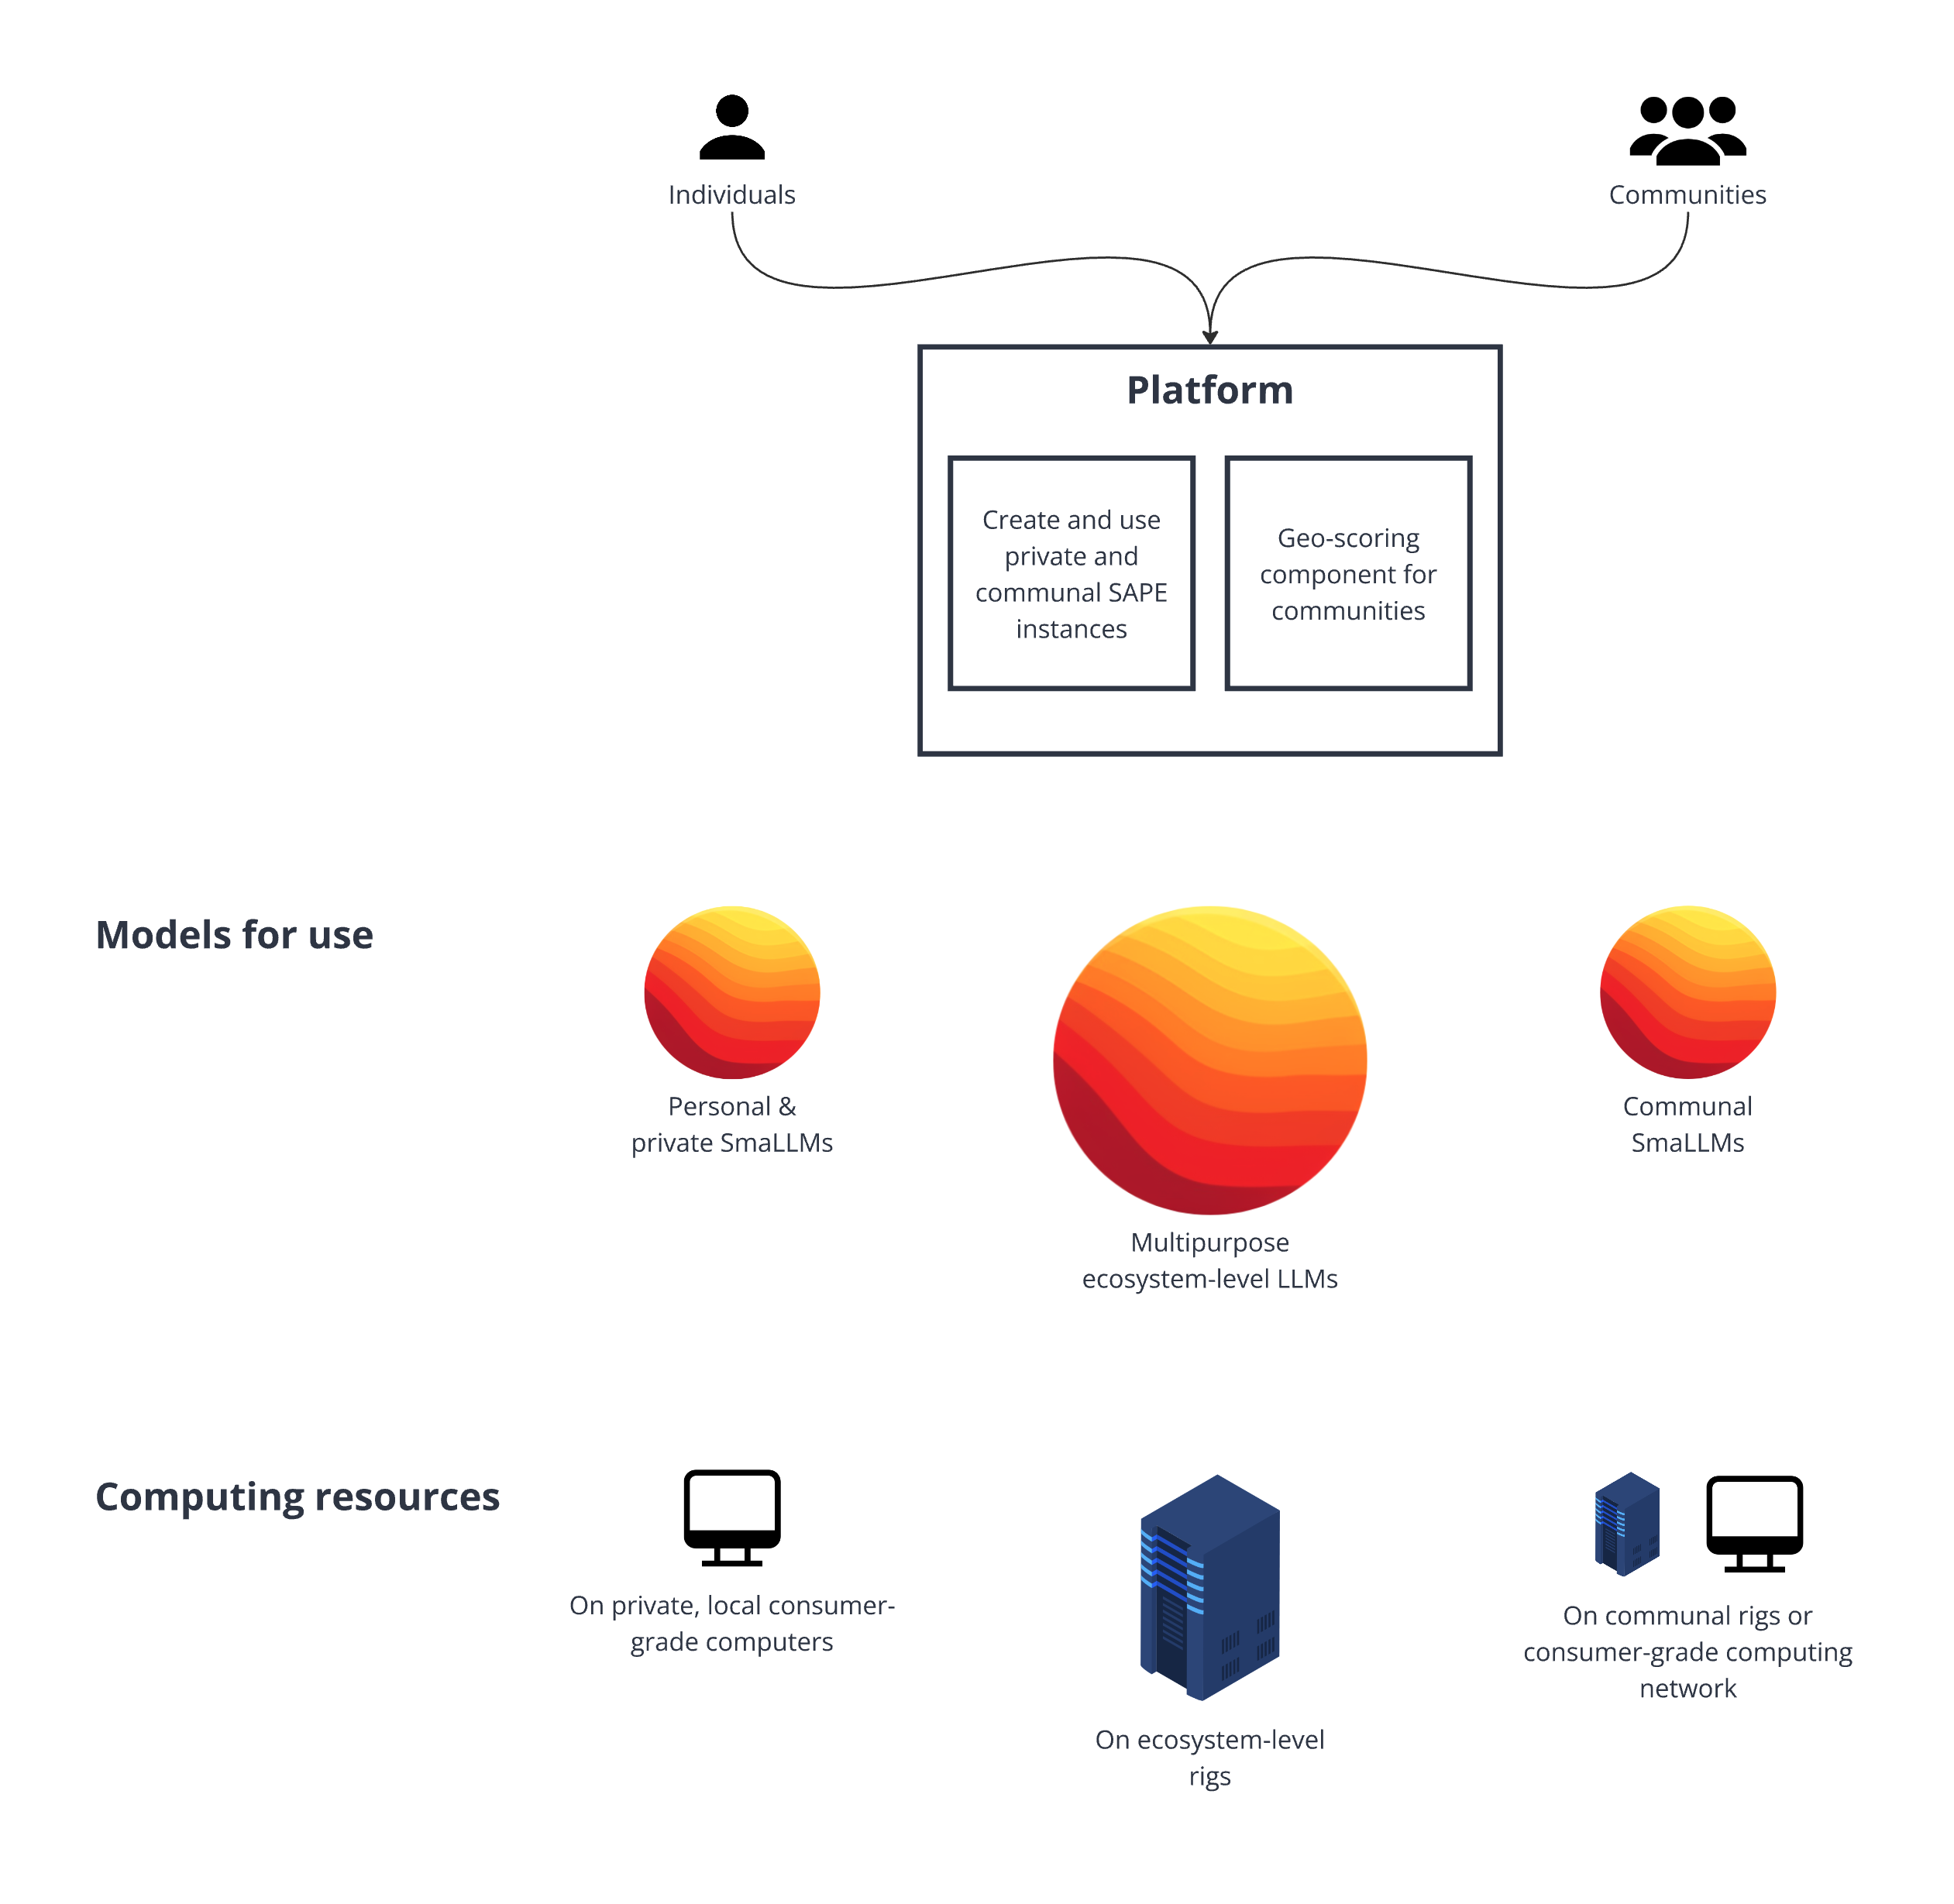 Individuals
Communities
Platform
Create and use
private and
communal SAPE
instances
Geo-scoring
component for
communities
Models for use
Personal &
private SmaLLMs
Multipurpose
ecosystem-level LLMs
Communal
SmaLLMs
Computing resources
On private, local consumer-
grade computers
On ecosystem-level
rigs
On communal rigs or
consumer-grade computing
network